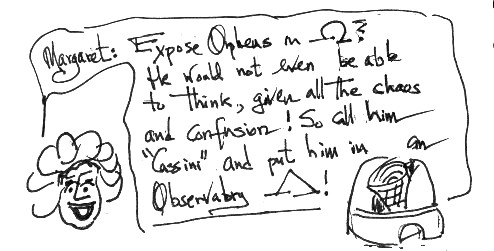 Margaret: Expose Orpheus in Ω?
He would not even be able
to think, given all the chaos
and confusion! So call him
"Cassini" and put him in an
Observatory △!